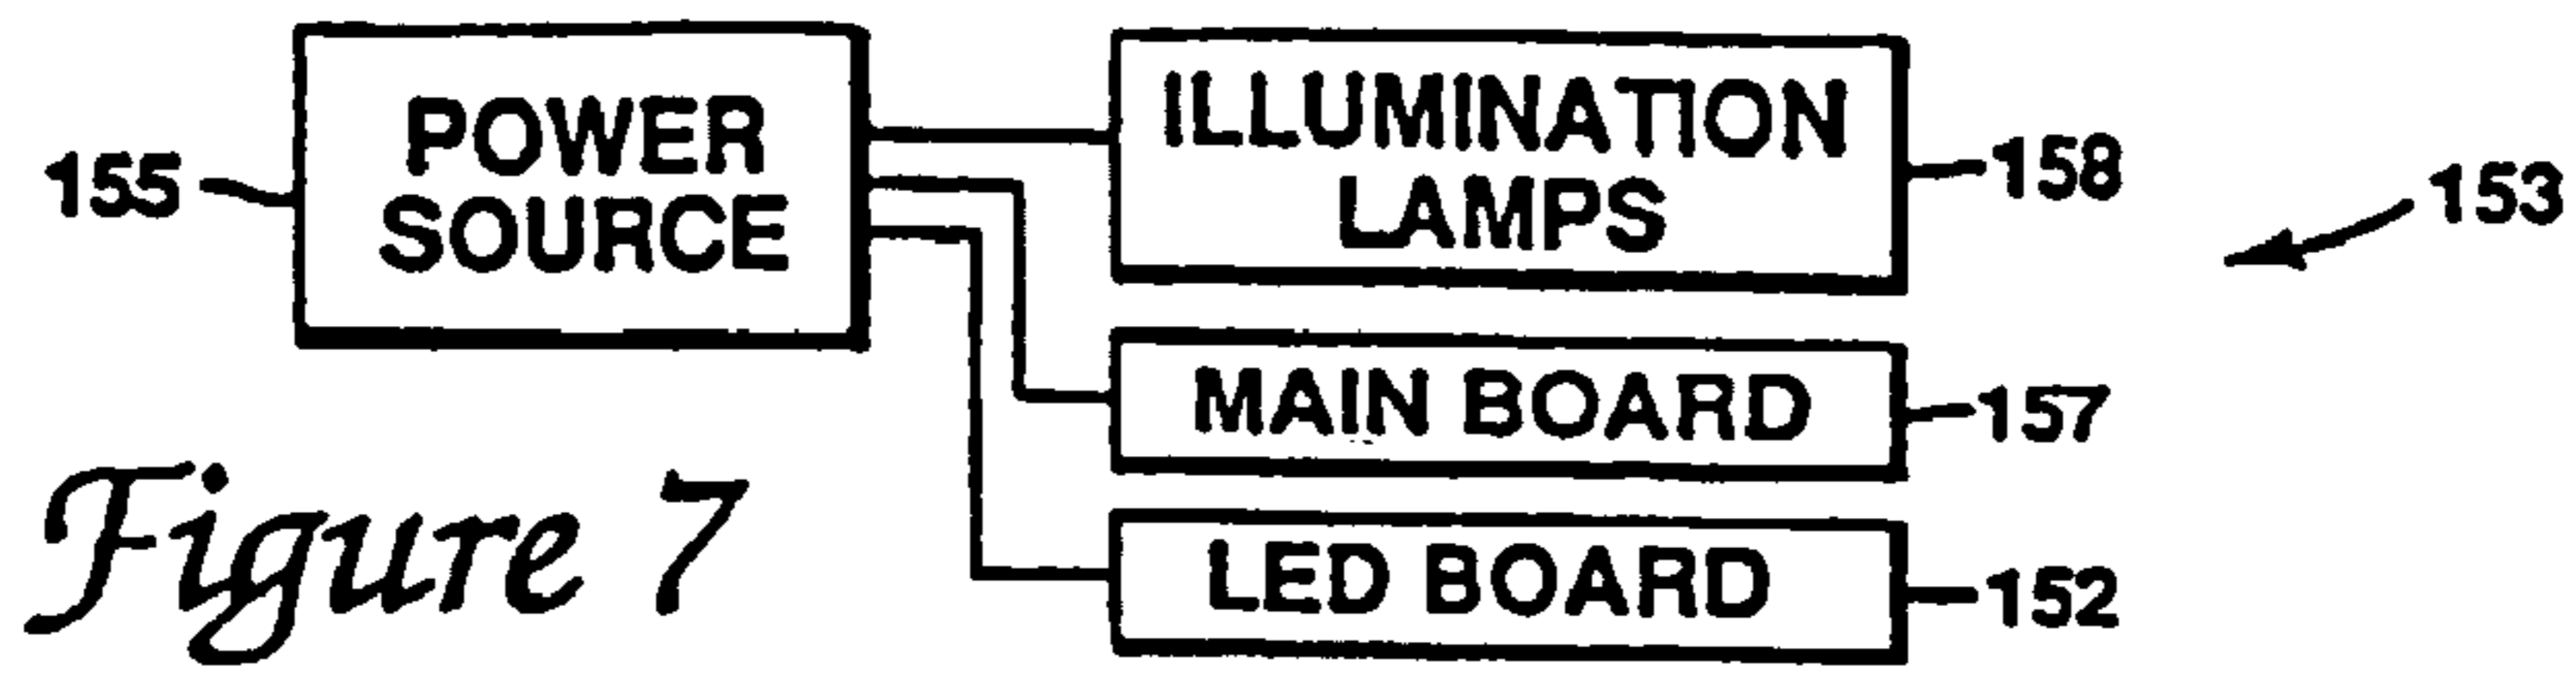 POWER
SOURCE
155
ILLUMINATION
LAMPS
158
153
MAIN BOARD
157
LED BOARD
152
Figure 7